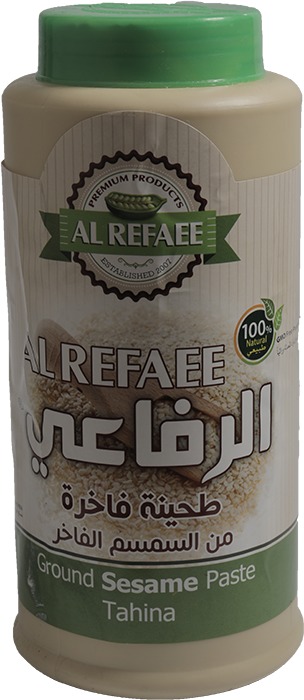 PREMIUM PRODUCTS
AL REFAEE
ESTABLISHED 2007
100%
Natural
طبيعي
AL REFAEE
الرفاعي
طحينة فاخرة
من السمسم الفاخر
Ground Sesame Paste
Tahina